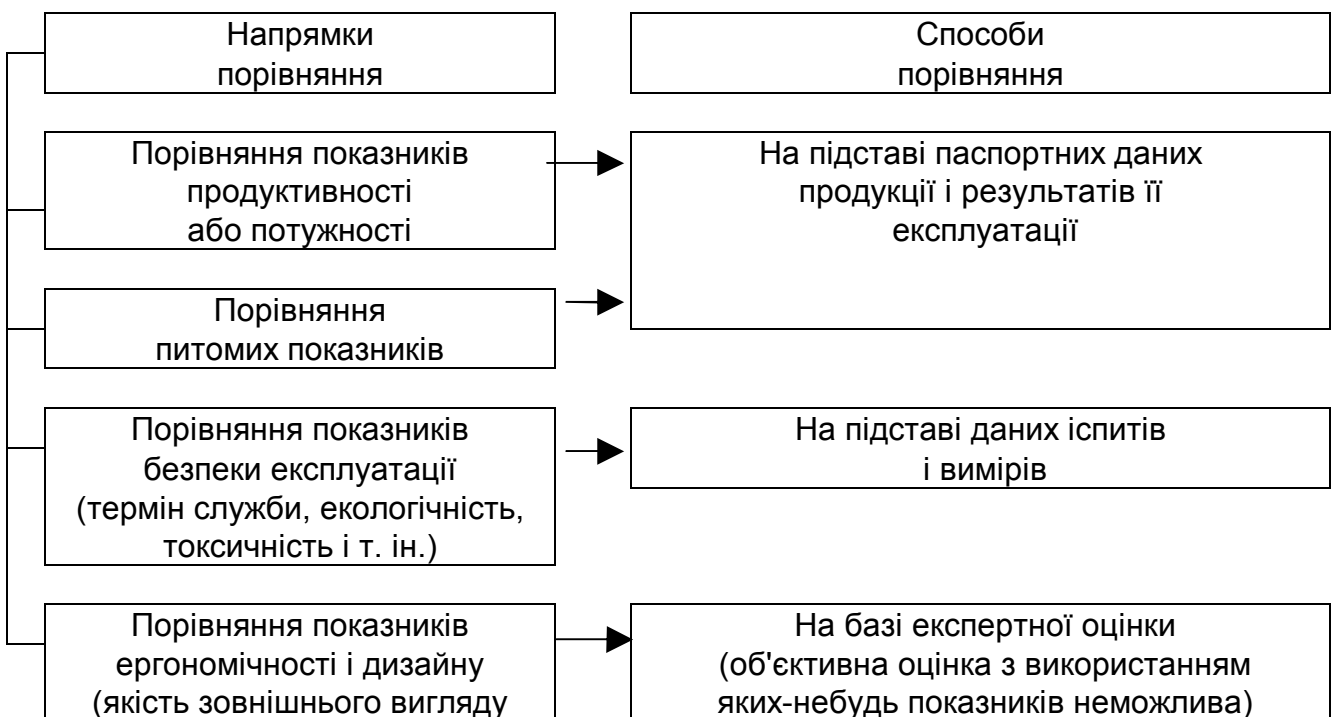 Напрямки
порівняння
Способи
порівняння
Порівняння показників
продуктивності
або потужності
На підставі паспортних даних
продукції і результатів її
експлуатації
Порівняння
питомих показників
Порівняння показників
безпеки експлуатації
(термін служби, екологічність,
токсичність і т. ін.)
На підставі даних іспитів
і вимірів
Порівняння показників
ергономічності і дизайну
(якість зовнішнього вигляду
На базі експертної оцінки
(об'єктивна оцінка з використанням
яких-небудь показників неможлива)